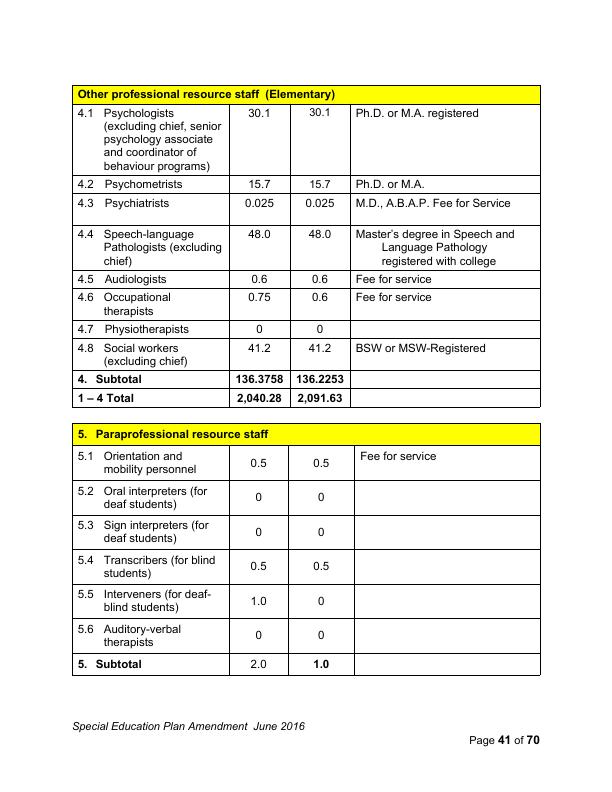 Other professional resource staff  (Elementary)
4.1 Psychologists 30.1 30.1 Ph.D. or M.A. registered
(excluding chief, senior
psychology associate
and coordinator of
behaviour programs)
4.2 Psychometrists 15.7 15.7 Ph.D. or M.A.
4.3 Psychiatrists 0.025 0.025 M.D., A.B.A.P. Fee for Service
4.4 Speech-language 48.0 48.0 Master's degree in Speech and
Pathologists (excluding Language Pathology
chief) registered with college
4.5 Audiologists 0.6 0.6 Fee for service
4.6 Occupational 0.75 0.6 Fee for service
therapists
4.7 Physiotherapists 0 0
4.8 Social workers 41.2 41.2 BSW or MSW-Registered
(excluding chief)
4. Subtotal 136.3758 136.2253
1 – 4 Total 2,040.28 2,091.63
5. Paraprofessional resource staff
5.1 Orientation and 0.5 0.5 Fee for service
mobility personnel
5.2 Oral interpreters (for 0 0
deaf students)
5.3 Sign interpreters (for 0 0
deaf students)
5.4 Transcribers (for blind 0.5 0.5
students)
5.5 Interveners (for deaf- 1.0 0
blind students)
5.6 Auditory-verbal 0 0
therapists
5. Subtotal 2.0 1.0
Special Education Plan Amendment  June 2016
Page 41 of 70